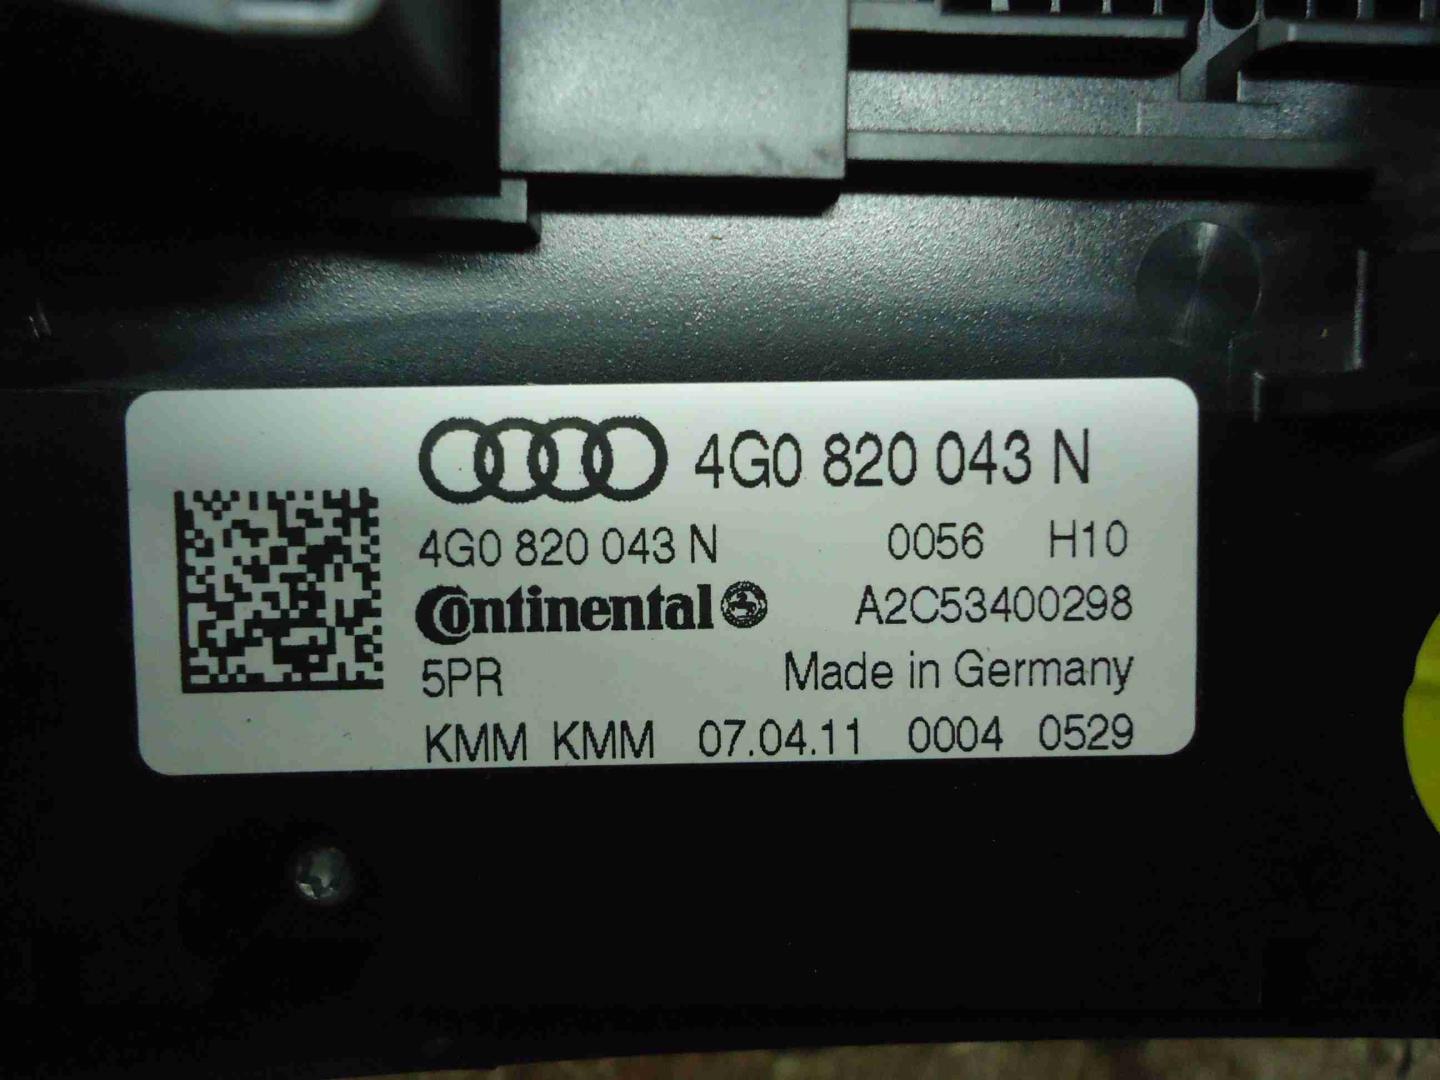 4G0 820 043 N
4G0 820 043 N 0056 H10
Continental A2C53400298
5PR Made in Germany
KMM KMM 07.04.11 0004 0529